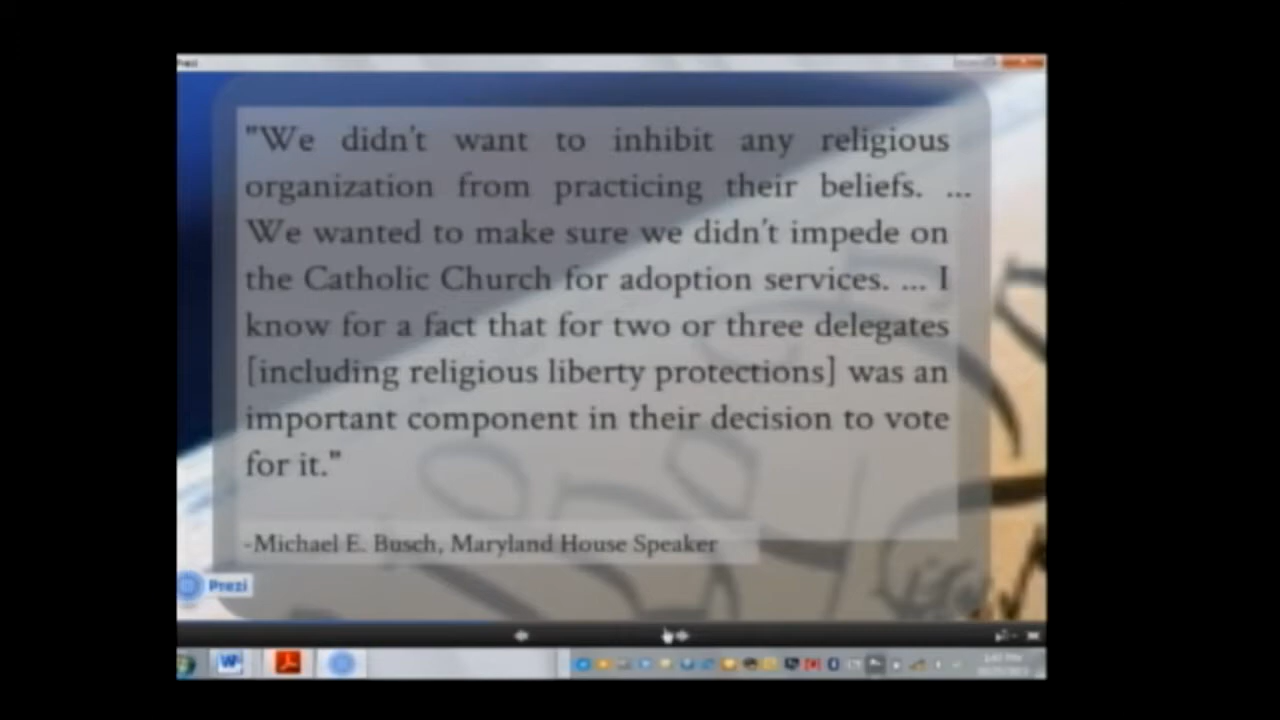 "We didn't want to inhibit any religious
organization from practicing their beliefs. ...
We wanted to make sure we didn't impede on
the Catholic Church for adoption services. ... I
know for a fact that for two or three delegates
[including religious liberty protections] was an
important component in their decision to vote
for it."
-Michael E. Busch, Maryland House Speaker
Prezi